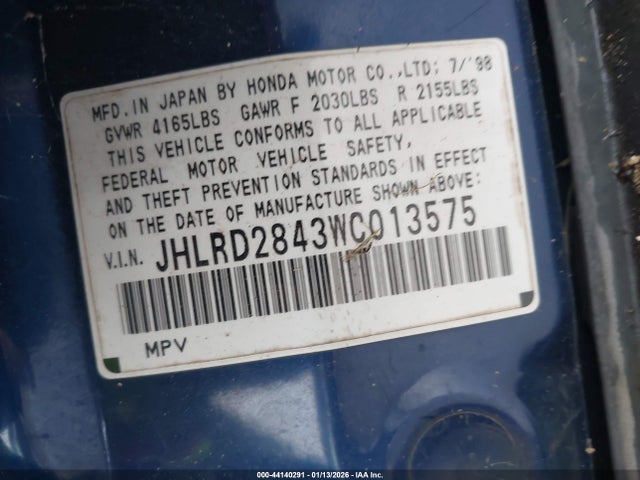 MFD. IN JAPAN BY HONDA MOTOR CO.,LTD; 7/'98
GVWR 4165LBS GAWR F 2030LBS R 2155LBS
THIS VEHICLE CONFORMS TO ALL APPLICABLE
FEDERAL MOTOR VEHICLE SAFETY,
AND THEFT PREVENTION STANDARDS IN EFFECT
ON THE DATE OF MANUFACTURE SHOWN ABOVE:
V.I.N. JHLRD2843WC013575
MPV
000-44140291 - 01/13/2026 - IAAI.CA